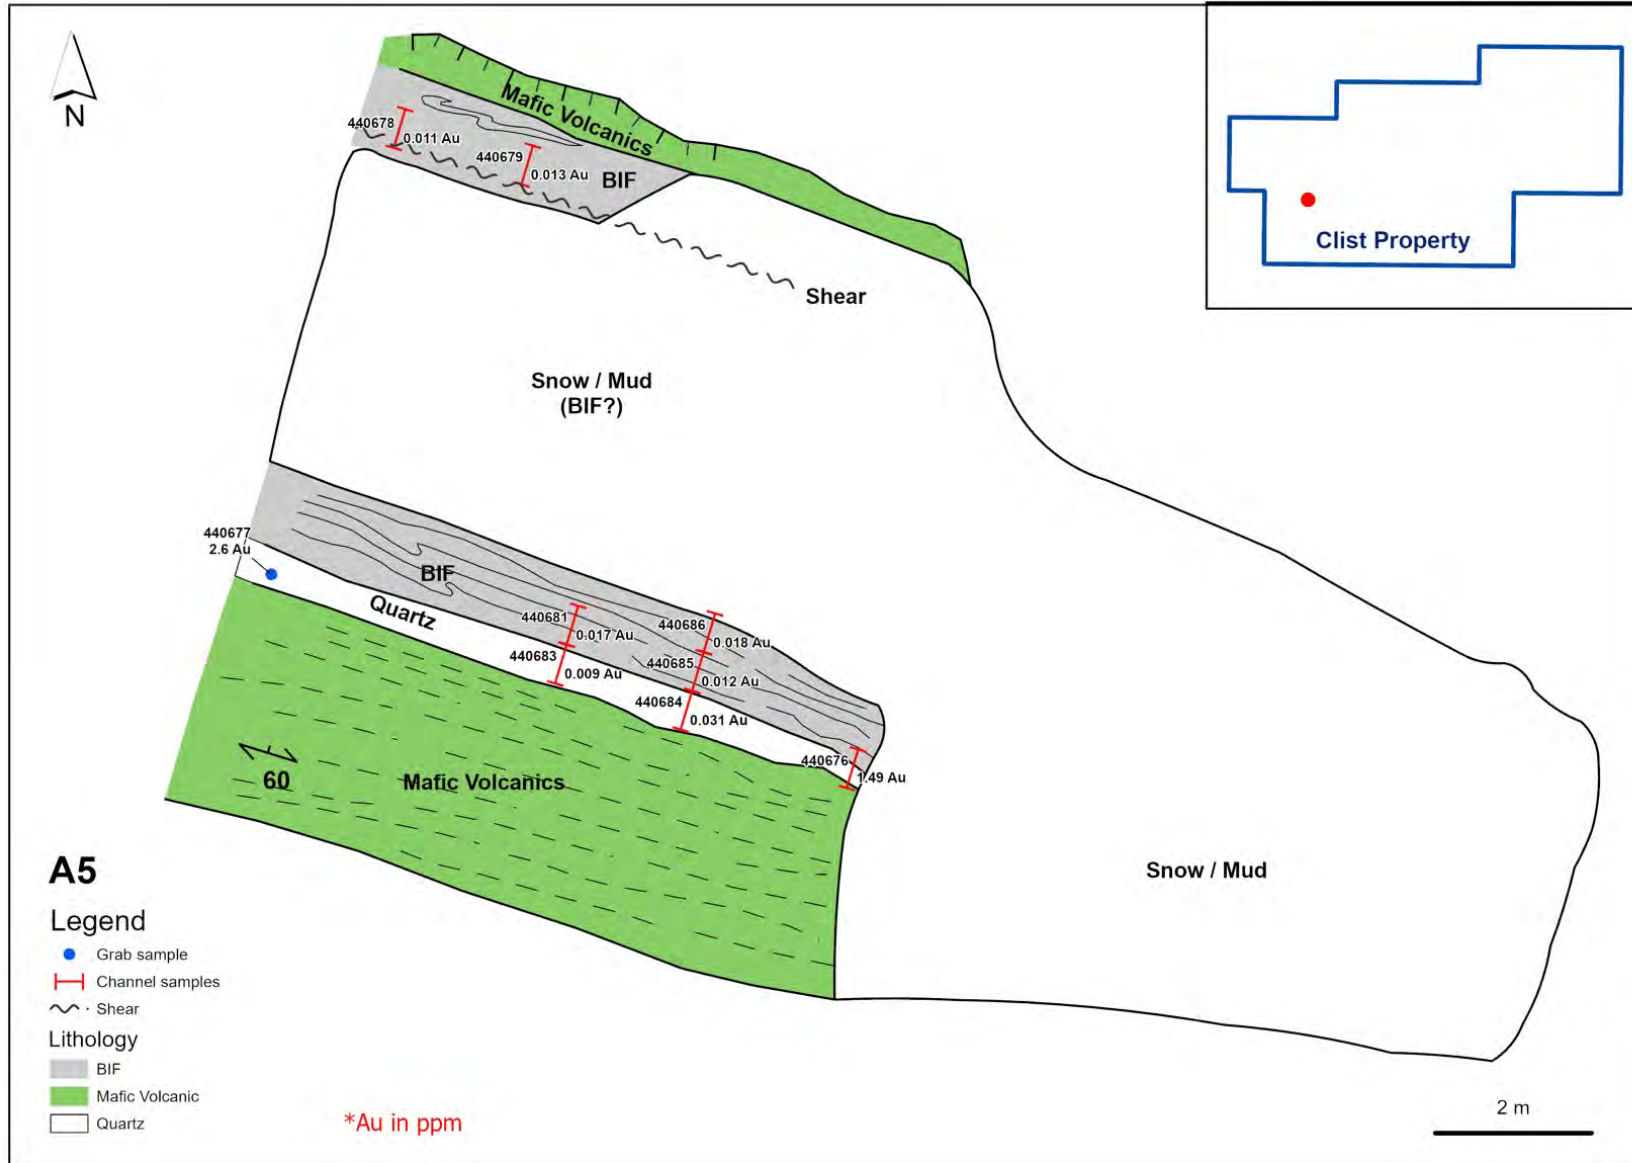 N
Mafic Volcanics
440678
0.011 Au
440679
0.013 Au
BIF
Shear
Clist Property
Snow / Mud
(BIF?)
440677
2.6 Au
BIF
Quartz
440681
0.017 Au
440686
0.018 Au
440683
0.009 Au
440685
0.012 Au
440684
0.031 Au
440676
1.49 Au
60
Mafic Volcanics
Snow / Mud
A5
Legend
Grab sample
Channel samples
Shear
Lithology
BIF
Mafic Volcanic
Quartz
*Au in ppm
2 m